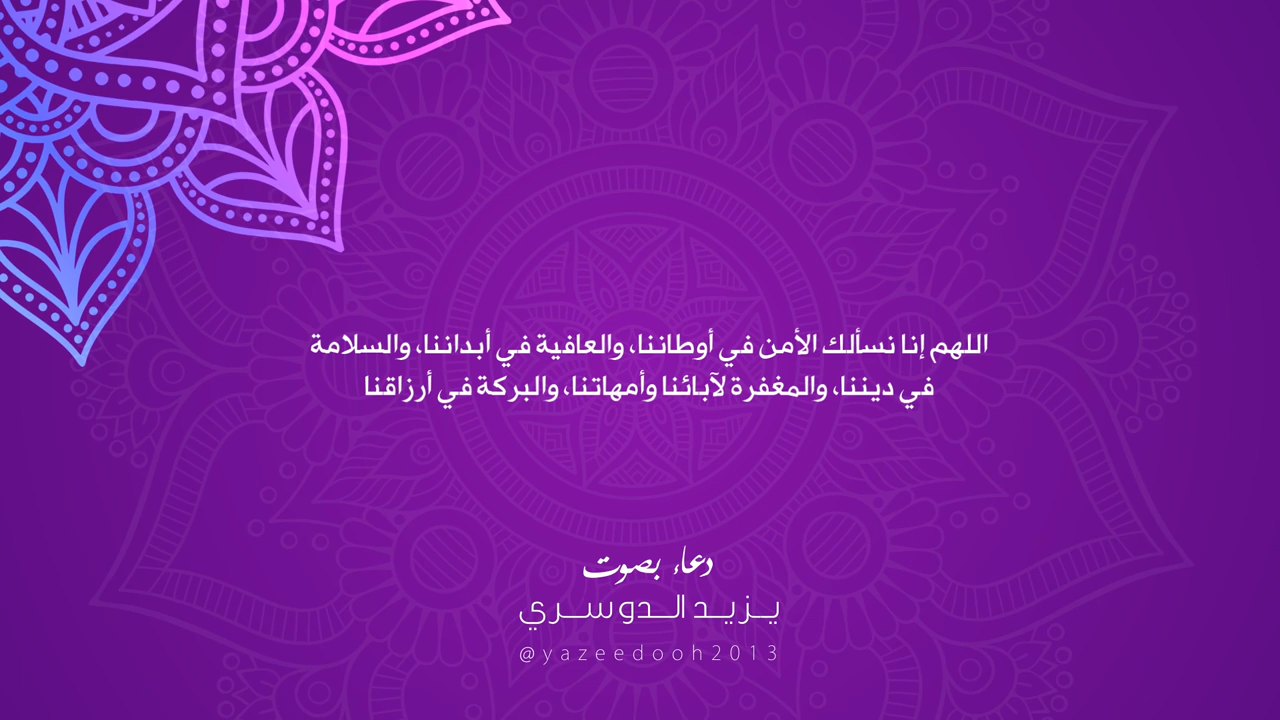 اللهم إنا نسألك الأمن في أوطاننا، والعافية في أبداننا، والسلامة
في ديننا، والمغفرة لآبائنا وأمهاتنا، والبركة في أرزاقنا
دعاء بصوت
يـزيـد الـدوسـري
@yazeedooh2013